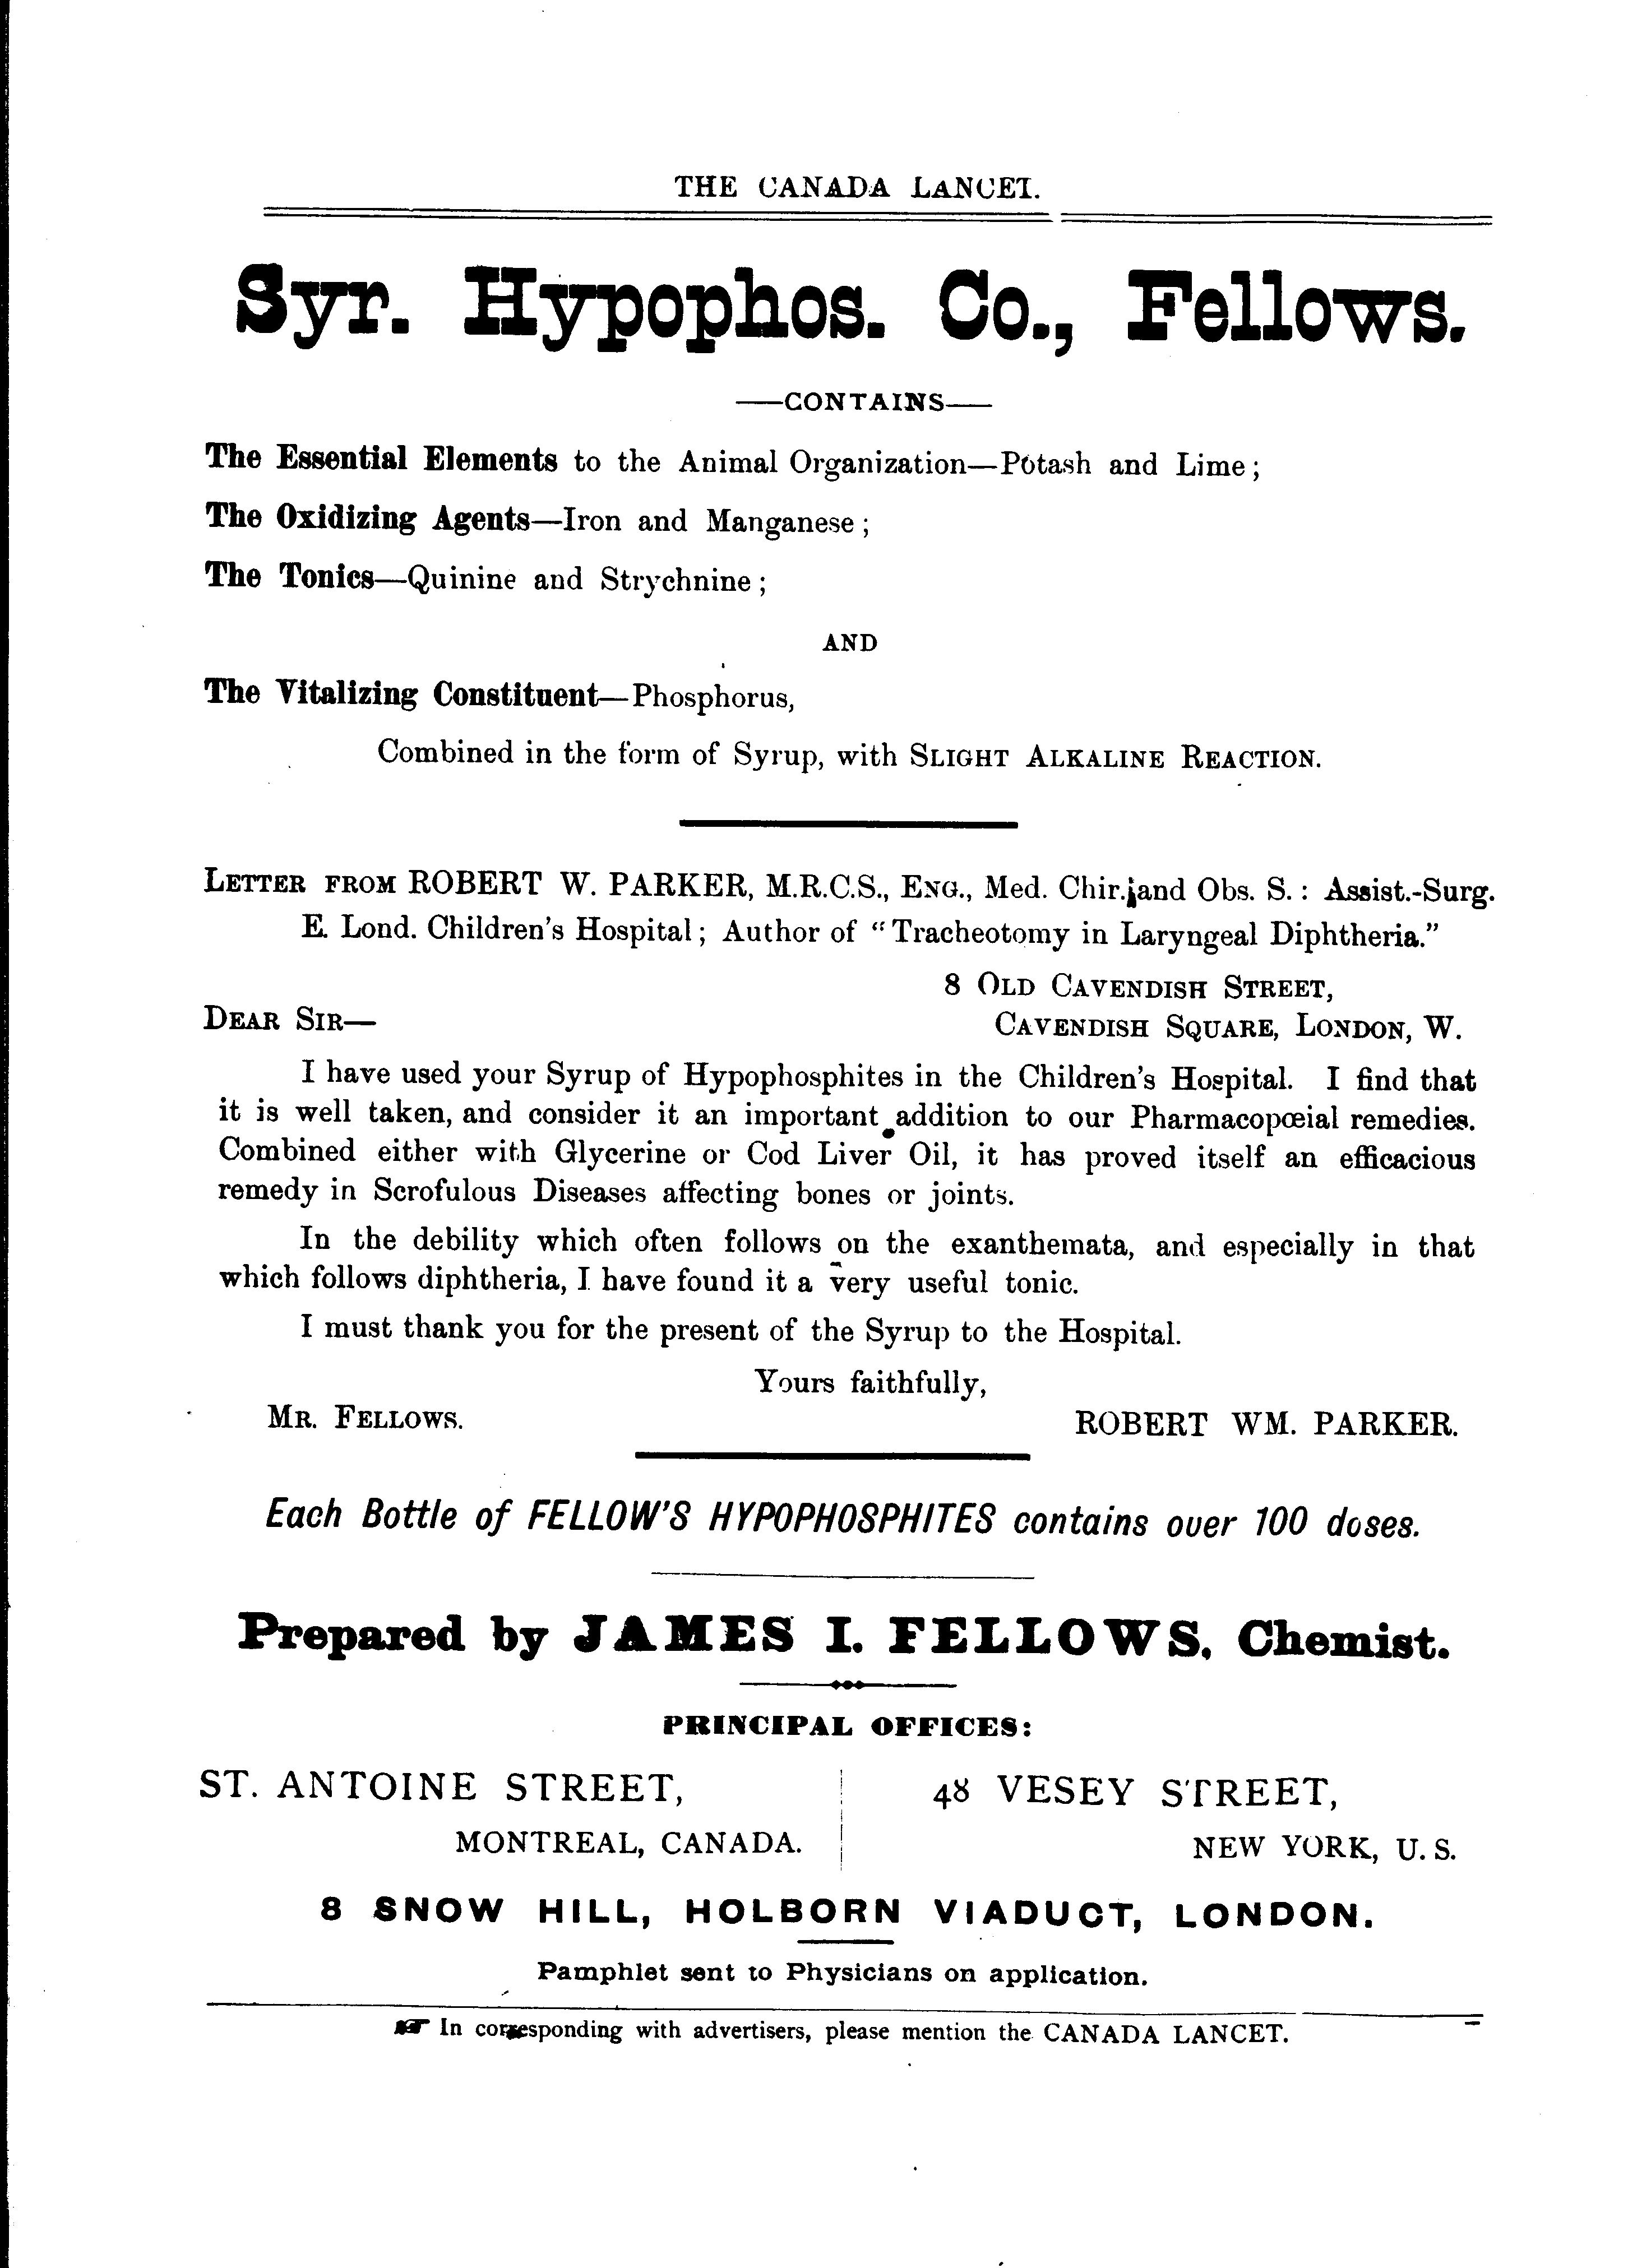 THE CANADA LANCET.
Syr. Hypophos. Co., Fellows.
—CONTAINS—
The Essential Elements to the Animal Organization—Potash and Lime;
The Oxidizing Agents—Iron and Manganese;
The Tonics—Quinine and Strychnine;
AND
The Vitalizing Constituent—Phosphorus,
Combined in the form of Syrup, with SLIGHT ALKALINE REACTION.
LETTER FROM ROBERT W. PARKER, M.R.C.S., ENG., Med. Chir. and Obs. S.: Assist.-Surg.
E. Lond. Children's Hospital; Author of "Tracheotomy in Laryngeal Diphtheria."
8 OLD CAVENDISH STREET,
DEAR SIR— CAVENDISH SQUARE, LONDON, W.
I have used your Syrup of Hypophosphites in the Children's Hospital. I find that
it is well taken, and consider it an important addition to our Pharmacopœial remedies.
Combined either with Glycerine or Cod Liver Oil, it has proved itself an efficacious
remedy in Scrofulous Diseases affecting bones or joints.
In the debility which often follows on the exanthemata, and especially in that
which follows diphtheria, I have found it a very useful tonic.
I must thank you for the present of the Syrup to the Hospital.
Yours faithfully,
MR. FELLOWS. ROBERT WM. PARKER.
Each Bottle of FELLOW'S HYPOPHOSPHITES contains over 100 doses.
Prepared by JAMES I. FELLOWS, Chemist.
PRINCIPAL OFFICES:
ST. ANTOINE STREET,
MONTREAL, CANADA.
48 VESEY STREET,
NEW YORK, U. S.
8 SNOW HILL, HOLBORN VIADUCT, LONDON.
Pamphlet sent to Physicians on application.
☞ In corresponding with advertisers, please mention the CANADA LANCET.